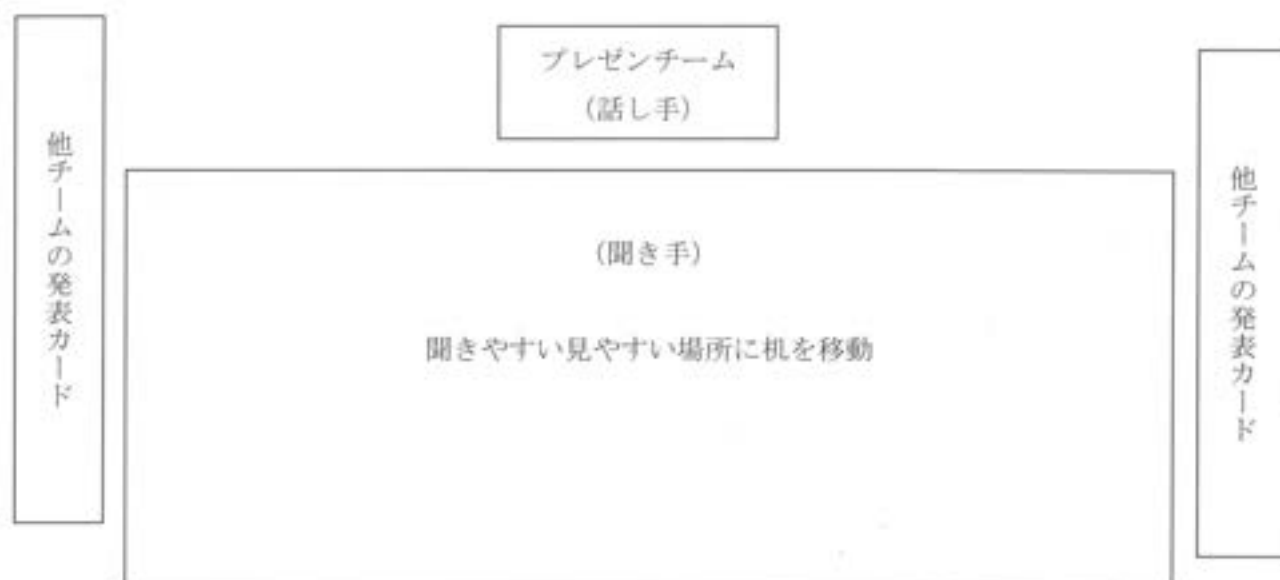 プレゼンチーム
(話し手)
他チームの発表カード
(聞き手)
聞きやすい見やすい場所に机を移動
他チームの発表カード